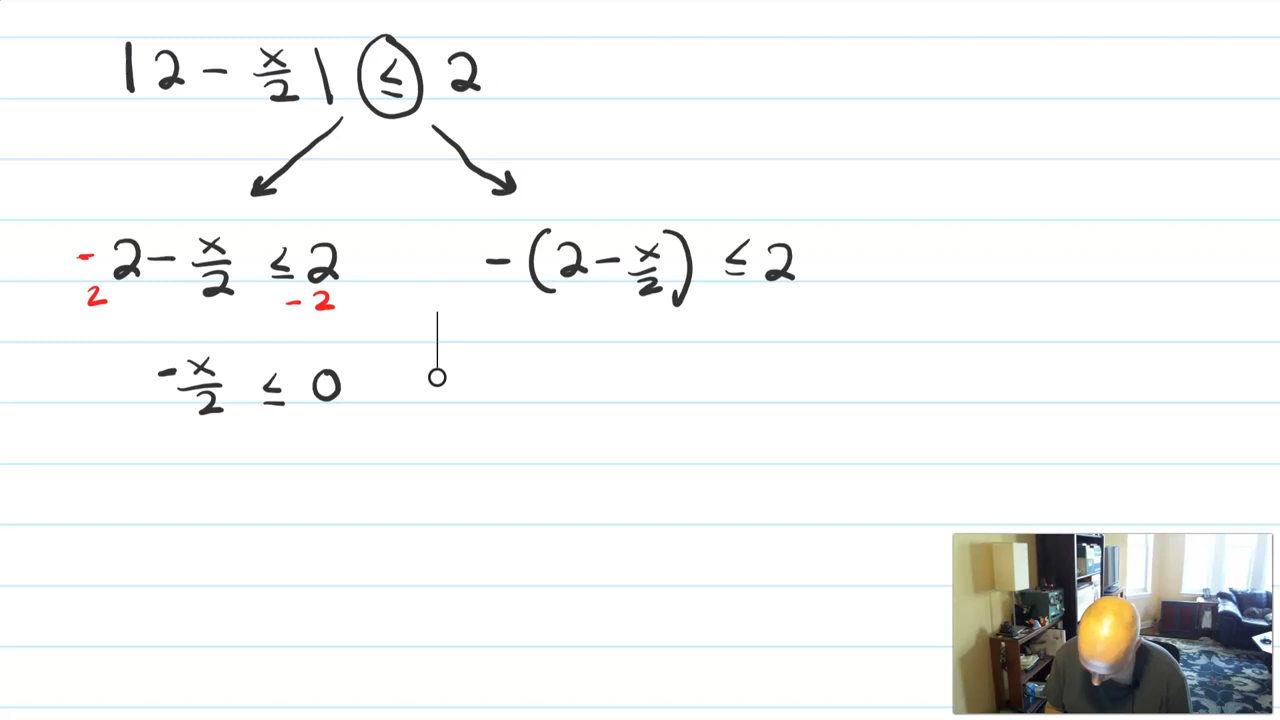 |2 - x/2| ≤ 2
2 - x/2 ≤ 2
-(2 - x/2) ≤ 2
-2 -2
-x/2 ≤ 0